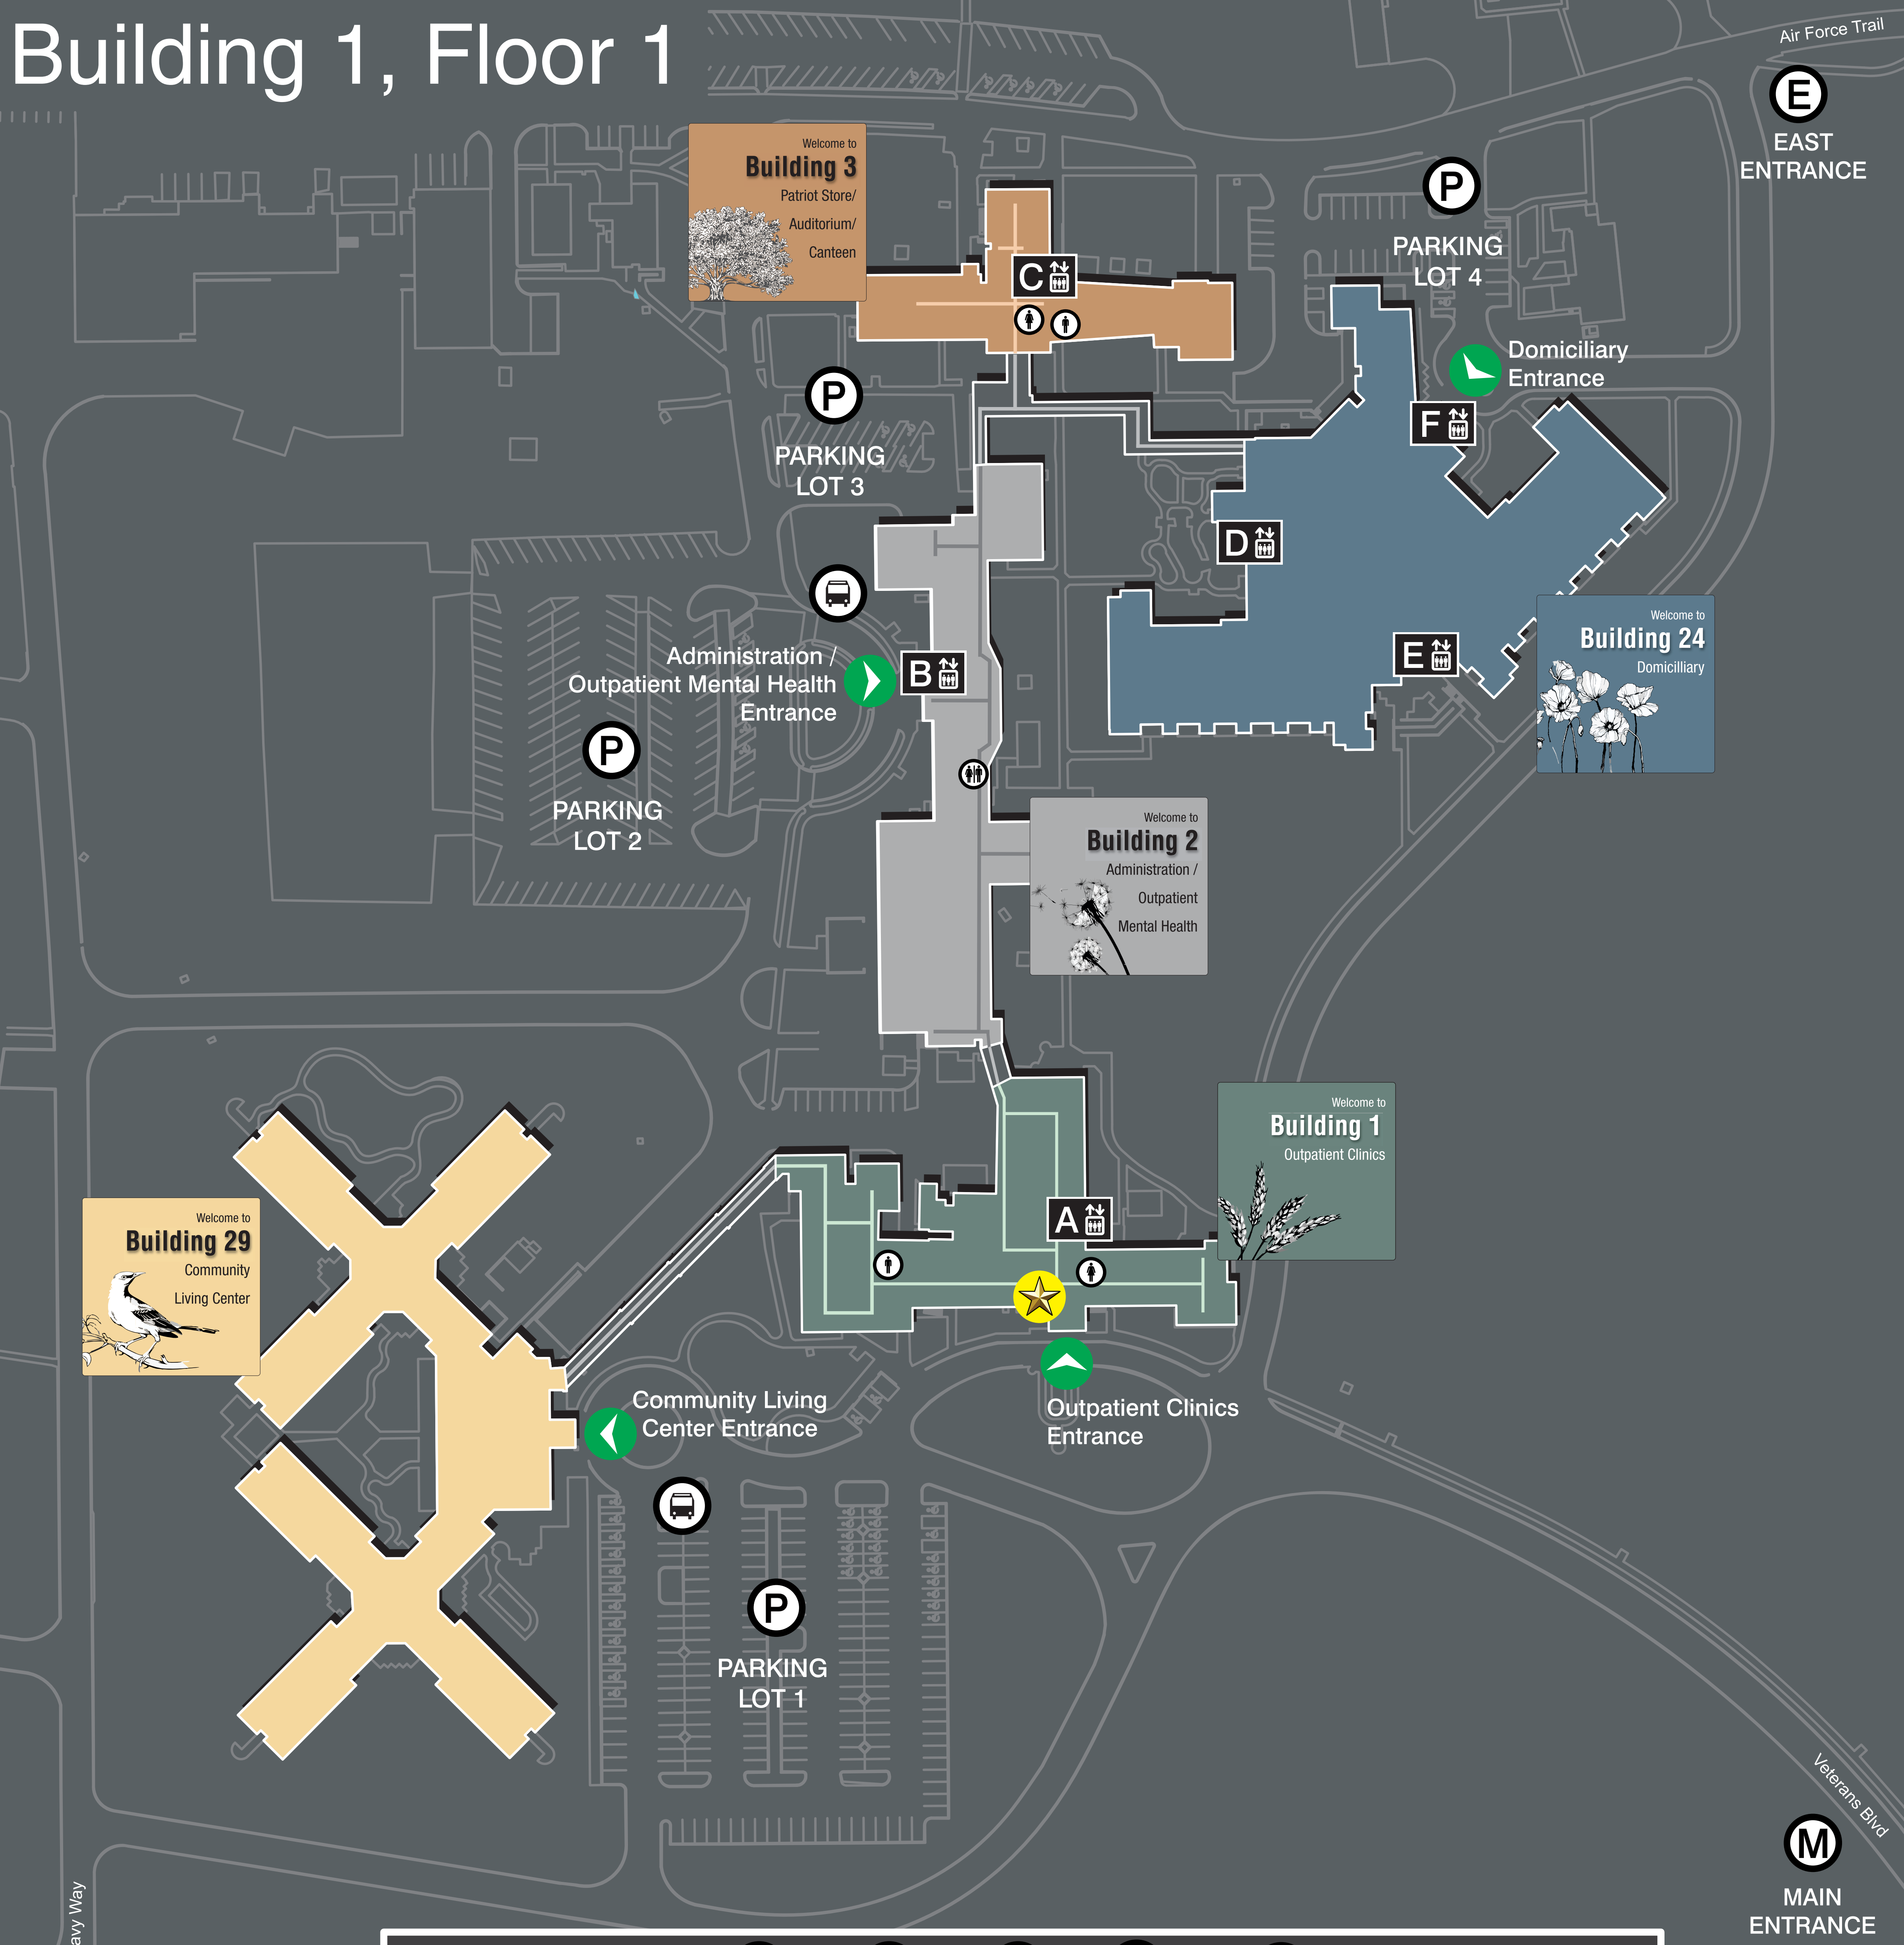 Building 1, Floor 1
Air Force Trail
E
EAST
ENTRANCE
Welcome to
Building 3
Patriot Store/
Auditorium/
Canteen
P
PARKING
LOT 4
C
Domiciliary
Entrance
P
PARKING
LOT 3
F
D
Administration /
Outpatient Mental Health
Entrance
B
E
Welcome to
Building 24
Domicilliary
P
PARKING
LOT 2
Welcome to
Building 2
Administration /
Outpatient
Mental Health
Welcome to
Building 1
Outpatient Clinics
A
Welcome to
Building 29
Community
Living Center
Community Living
Center Entrance
Outpatient Clinics
Entrance
P
PARKING
LOT 1
Veterans Blvd
M
MAIN
ENTRANCE
Way